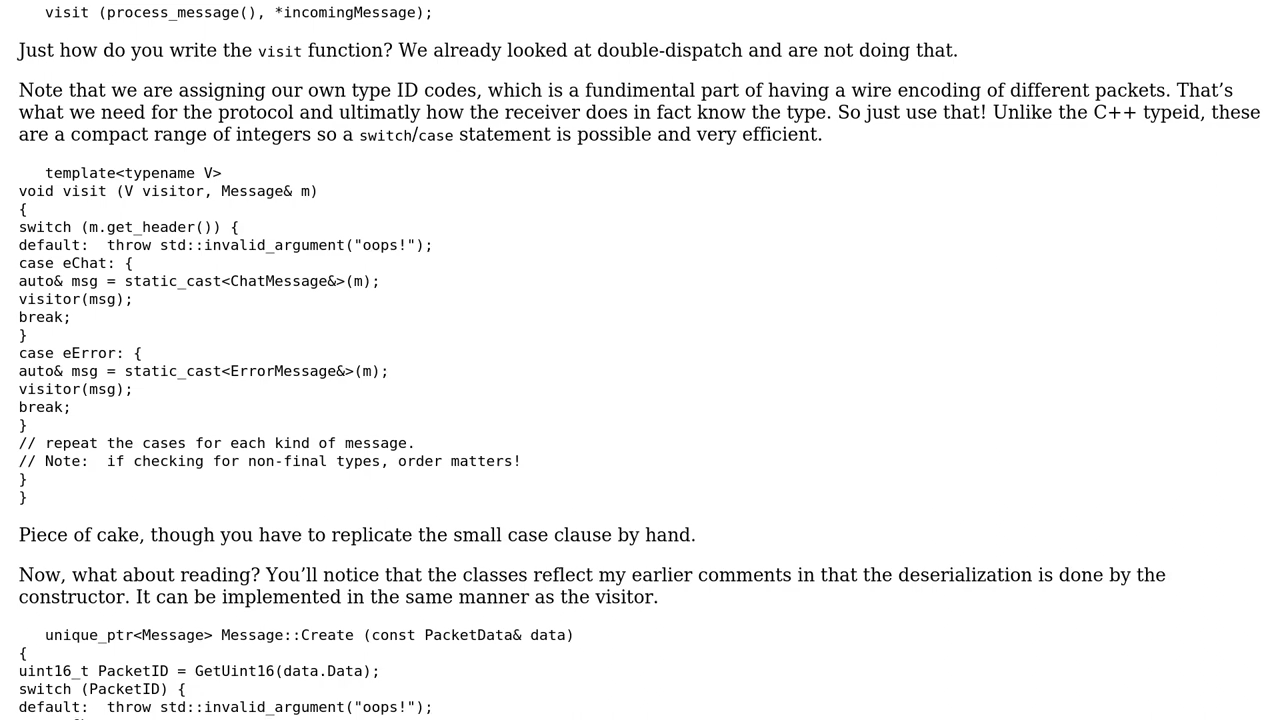 visit (process_message(), *incomingMessage);
Just how do you write the visit function? We already looked at double-dispatch and are not doing that.
Note that we are assigning our own type ID codes, which is a fundimental part of having a wire encoding of different packets. That’s
what we need for the protocol and ultimatly how the receiver does in fact know the type. So just use that! Unlike the C++ typeid, these
are a compact range of integers so a switch/case statement is possible and very efficient.
template<typename V>
void visit (V visitor, Message& m)
{
switch (m.get_header()) {
default:  throw std::invalid_argument("oops!");
case eChat: {
auto& msg = static_cast<ChatMessage&>(m);
visitor(msg);
break;
}
case eError: {
auto& msg = static_cast<ErrorMessage&>(m);
visitor(msg);
break;
}
// repeat the cases for each kind of message.
// Note:  if checking for non-final types, order matters!
}
}
Piece of cake, though you have to replicate the small case clause by hand.
Now, what about reading? You’ll notice that the classes reflect my earlier comments in that the deserialization is done by the
constructor. It can be implemented in the same manner as the visitor.
unique_ptr<Message> Message::Create (const PacketData& data)
{
uint16_t PacketID = GetUint16(data.Data);
switch (PacketID) {
default:  throw std::invalid_argument("oops!");